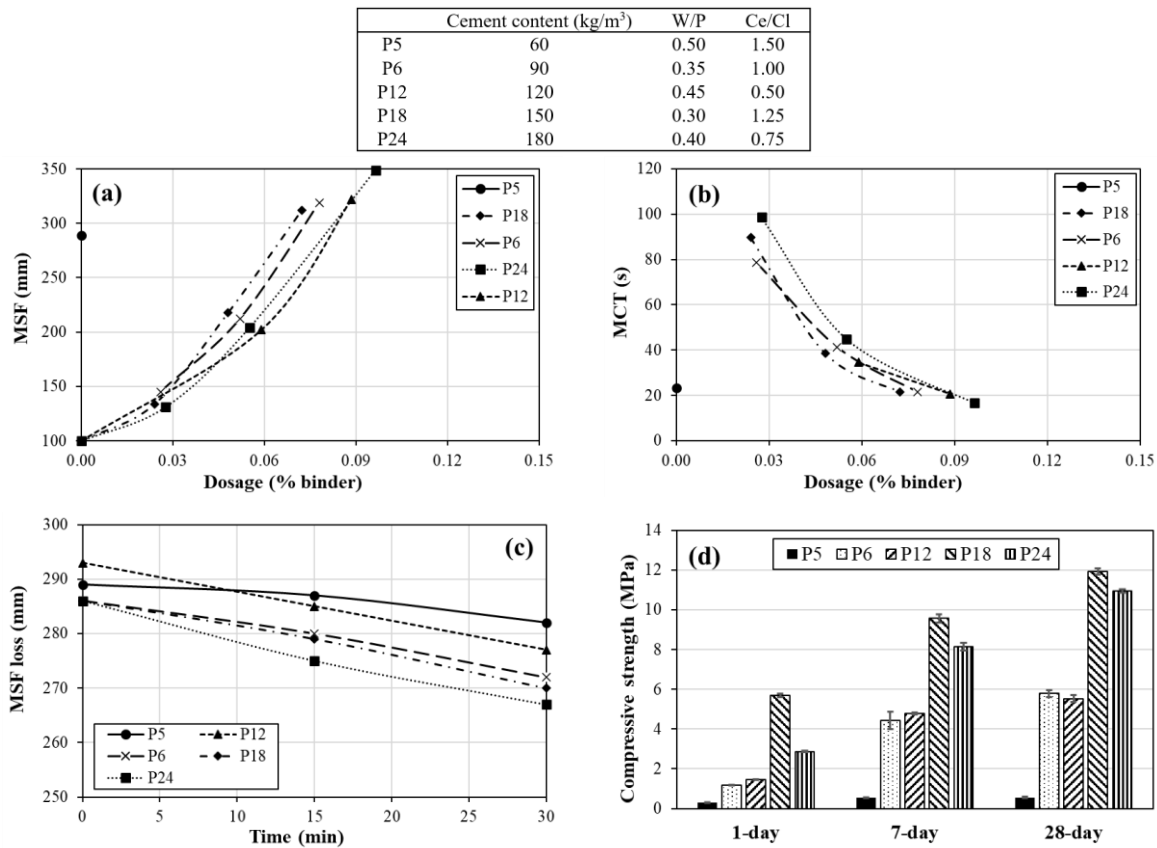 Cement content (kg/m³) W/P Ce/Cl
P5 60 0.50 1.50
P6 90 0.35 1.00
P12 120 0.45 0.50
P18 150 0.30 1.25
P24 180 0.40 0.75
(a)
MSF (mm)
350
300
250
200
150
100
0.00 0.03 0.06 0.09 0.12 0.15
Dosage (% binder)
P5
P18
P6
P24
P12
(b)
MCT (s)
120
100
80
60
40
20
0
0.00 0.03 0.06 0.09 0.12 0.15
Dosage (% binder)
P5
P18
P6
P12
P24
(c)
MSF loss (mm)
300
290
280
270
260
250
0 5 10 15 20 25 30
Time (min)
P5 P12
P6 P18
P24
(d)
Compressive strength (MPa)
14
12
10
8
6
4
2
0
P5 P6 P12 P18 P24
1-day 7-day 28-day